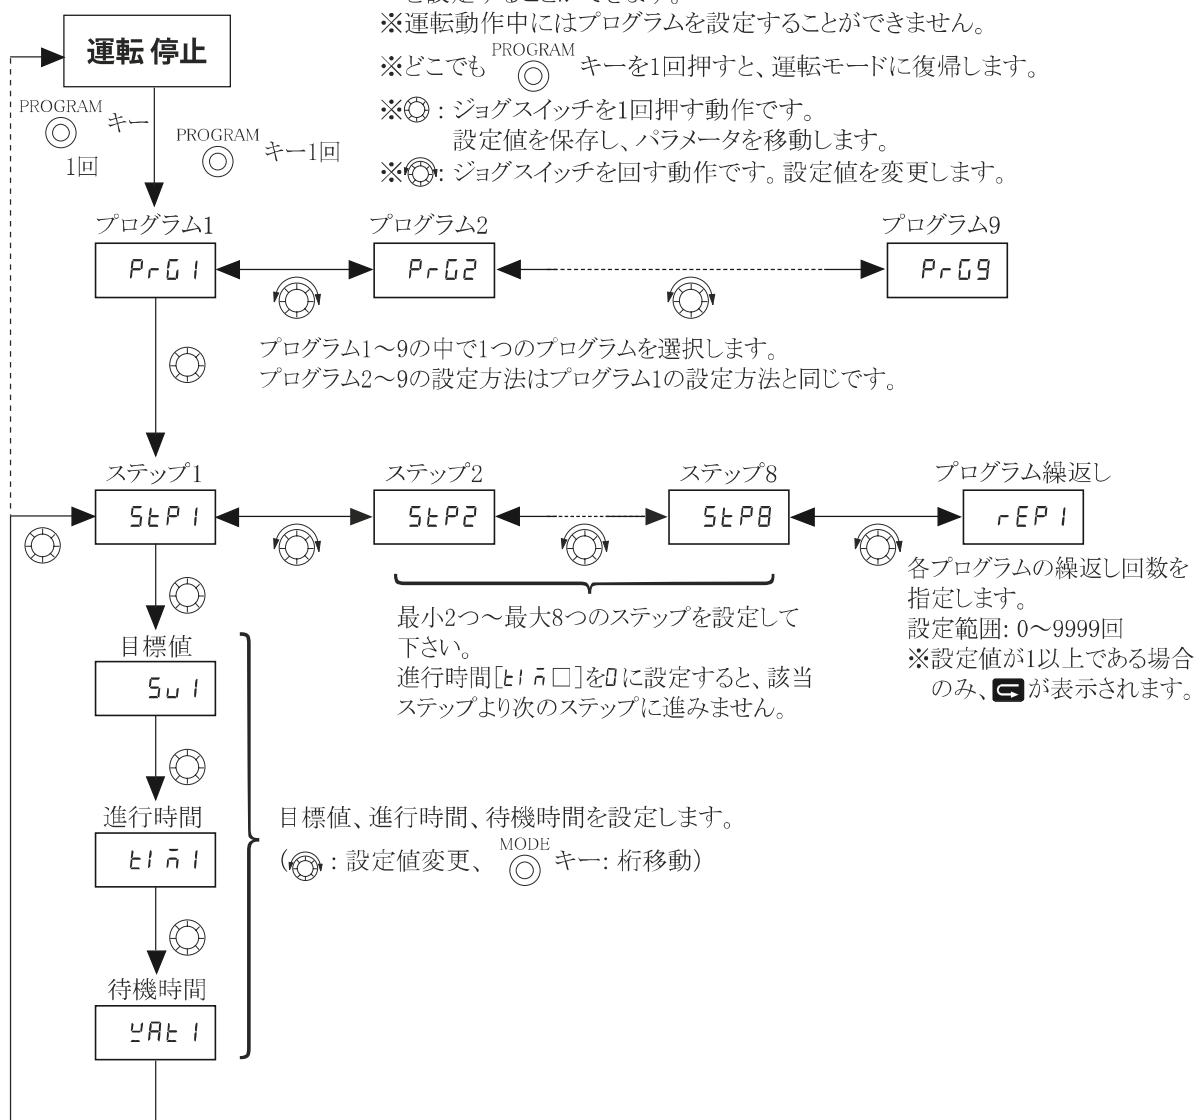 を設定することができます。
※運転動作中にはプログラムを設定することができません。
運転 停止
※どこでも PROGRAM キーを1回押すと、運転モードに復帰します。
PROGRAM キー
1回
PROGRAM キー1回
※ : ジョグスイッチを1回押す動作です。
設定値を保存し、パラメータを移動します。
※ : ジョグスイッチを回す動作です。設定値を変更します。
プログラム1
プログラム2
プログラム9
PrG1
PrG2
PrG9
プログラム1～9の中で1つのプログラムを選択します。
プログラム2～9の設定方法はプログラム1の設定方法と同じです。
ステップ1
ステップ2
ステップ8
プログラム繰返し
StP1
StP2
StP8
rEP1
各プログラムの繰返し回数を
指定します。
設定範囲: 0～9999回
※設定値が1以上である場合
のみ、が表示されます。
最小2つ～最大8つのステップを設定して
下さい。
進行時間[tIm□]を0に設定すると、該当
ステップより次のステップに進みません。
目標値
Su1
進行時間
tIm1
待機時間
WAt1
目標値、進行時間、待機時間を設定します。
( : 設定値変更、 MODE キー: 桁移動)